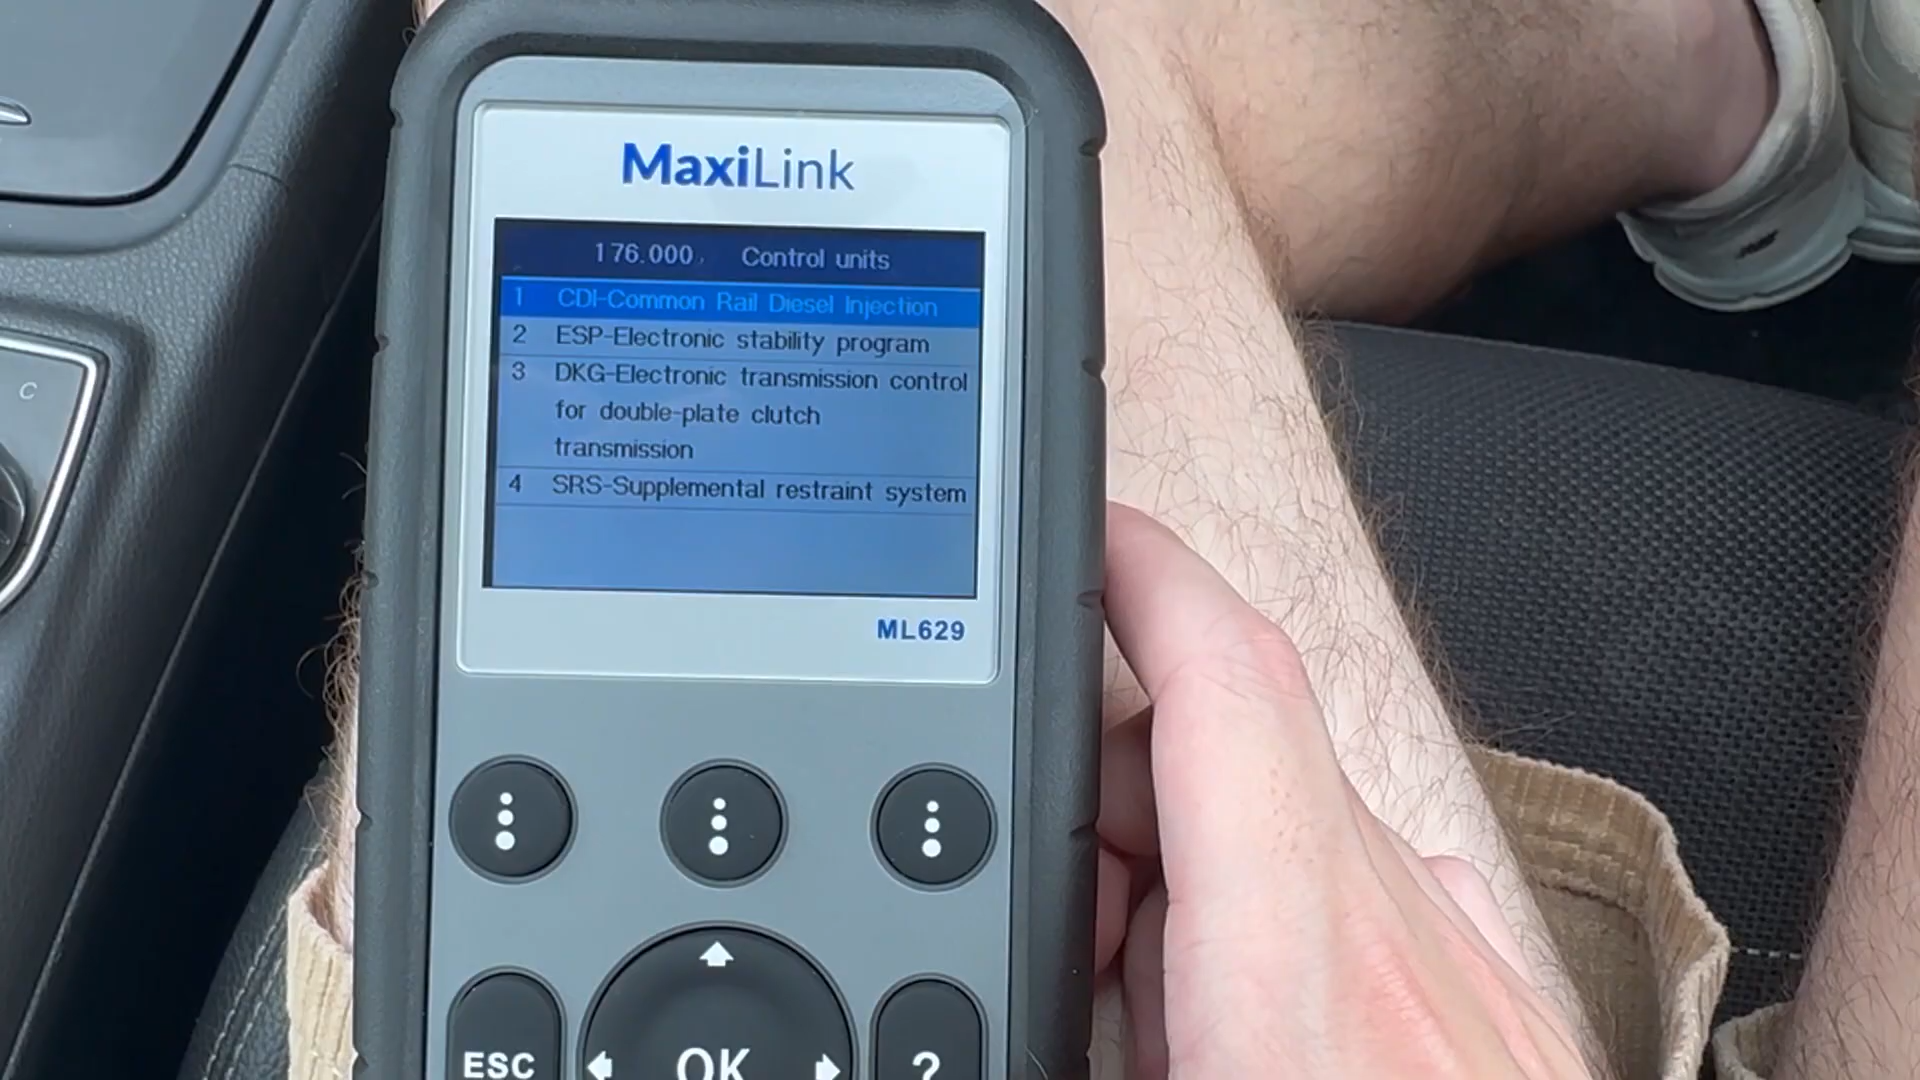 MaxiLink
176.000 Control units
1 CDI-Common Rail Diesel Injection
2 ESP-Electronic stability program
3 DKG-Electronic transmission control
for double-plate clutch
transmission
4 SRS-Supplemental restraint system
ML629
C
ESC
OK
?